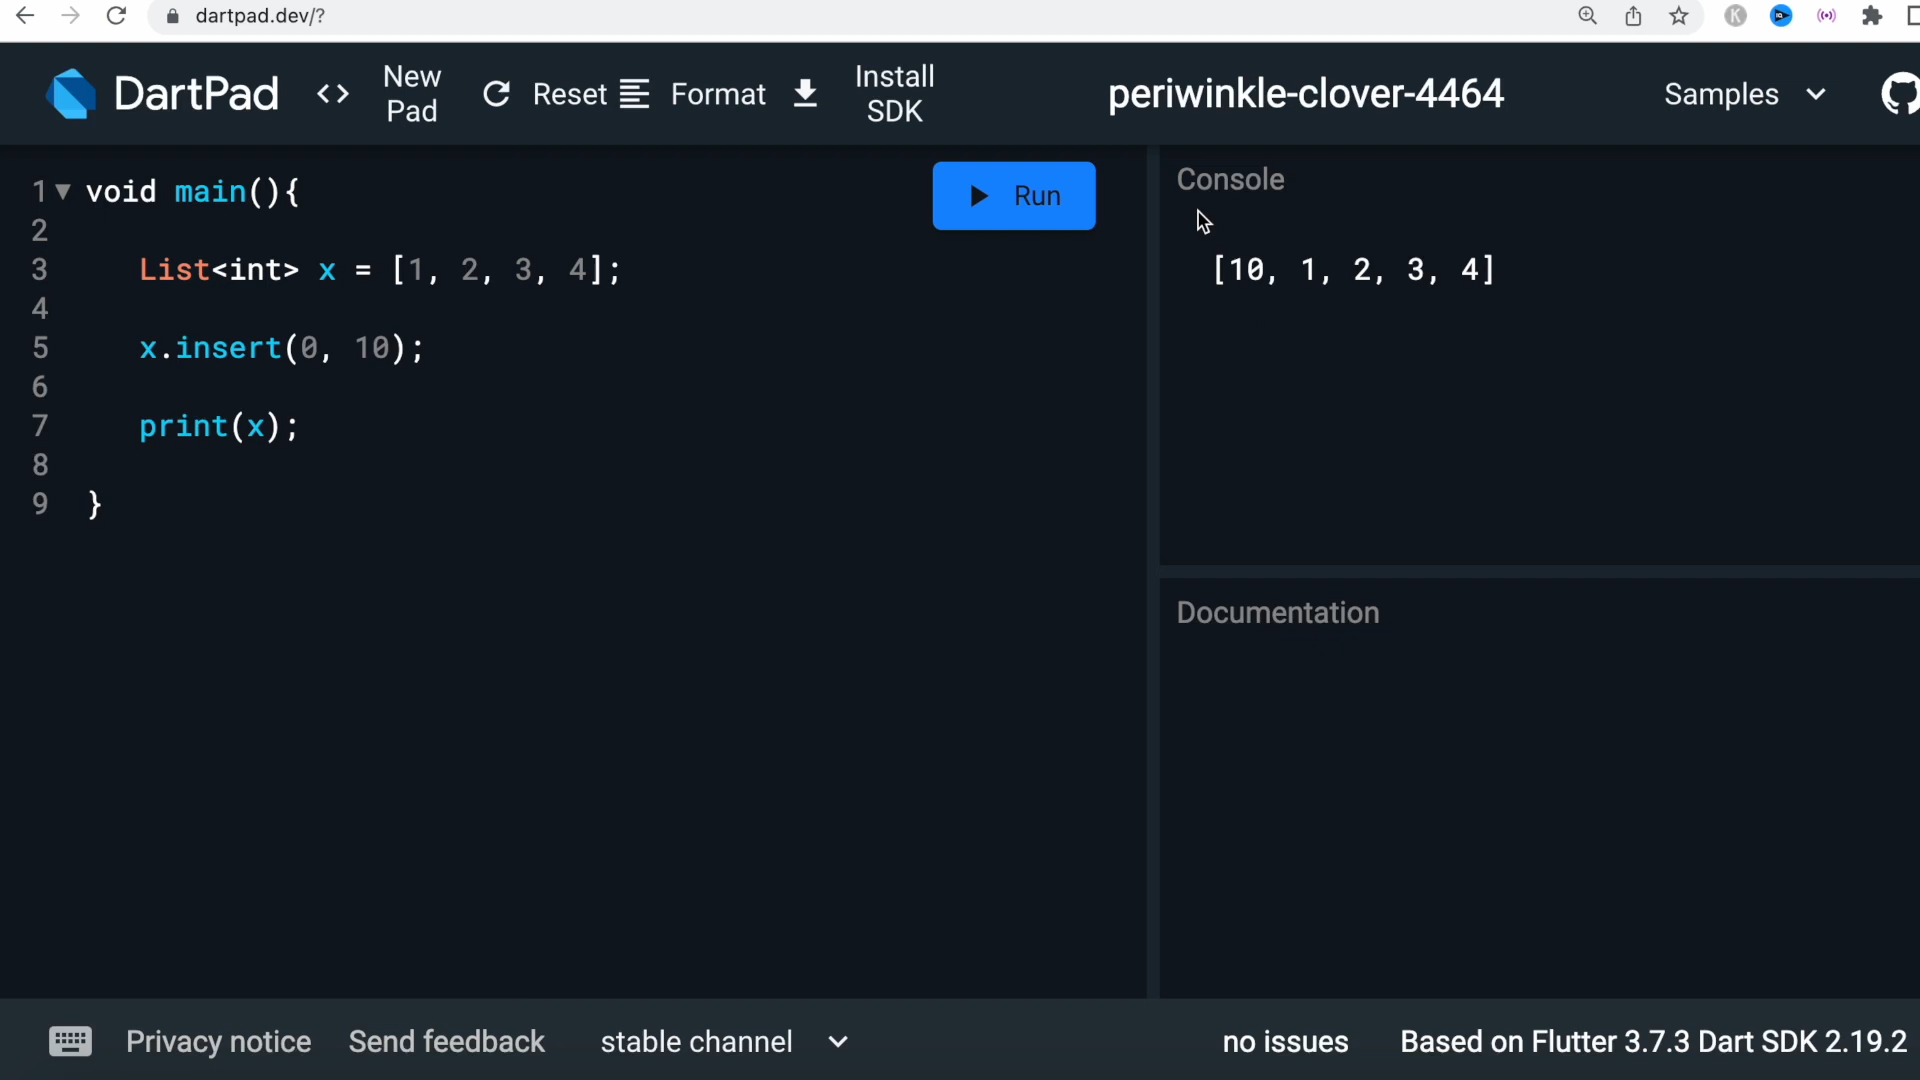 dartpad.dev/?
DartPad <> New Pad Reset Format Install SDK periwinkle-clover-4464 Samples
Run
1 void main(){
2
3 List<int> x = [1, 2, 3, 4];
4
5 x.insert(0, 10);
6
7 print(x);
8
9 }
Console
[10, 1, 2, 3, 4]
Documentation
Privacy notice Send feedback stable channel no issues Based on Flutter 3.7.3 Dart SDK 2.19.2